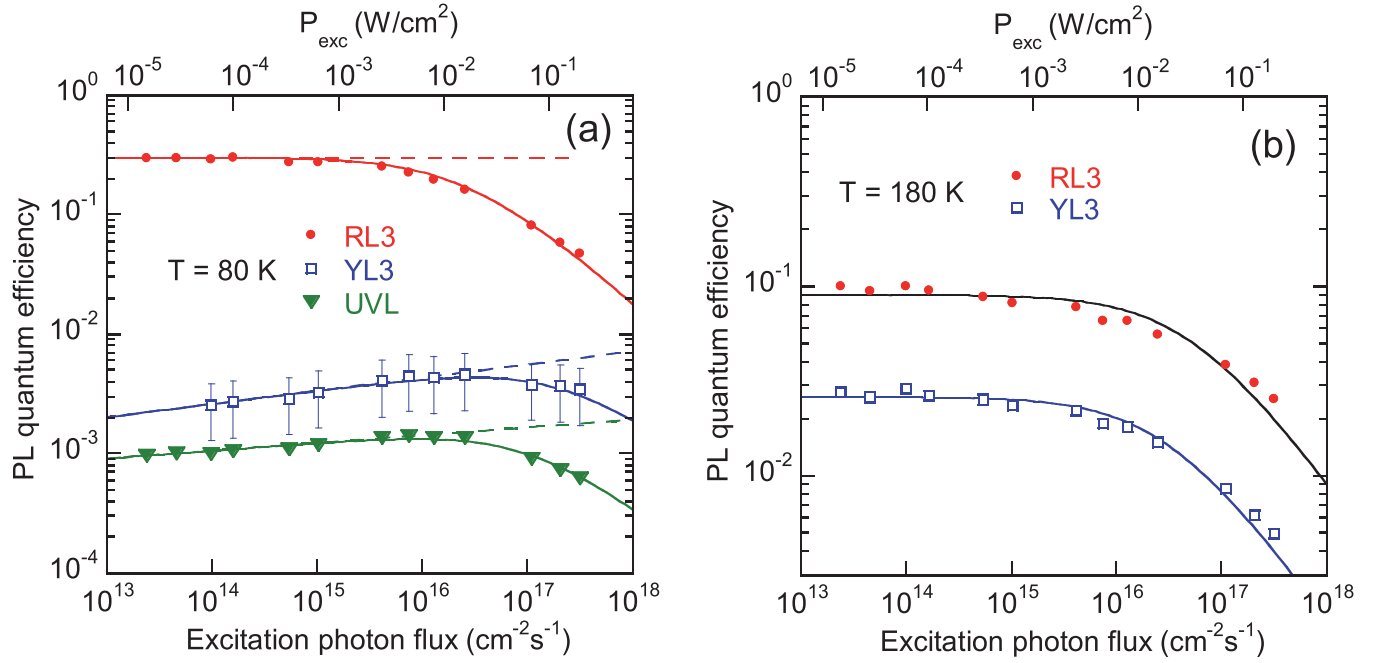 P_exc (W/cm²)
10⁻⁵ 10⁻⁴ 10⁻³ 10⁻² 10⁻¹
10⁰
10⁻¹
10⁻²
10⁻³
10⁻⁴
PL quantum efficiency
(a)
T = 80 K
RL3
YL3
UVL
10¹³ 10¹⁴ 10¹⁵ 10¹⁶ 10¹⁷ 10¹⁸
Excitation photon flux (cm⁻²s⁻¹)
P_exc (W/cm²)
10⁻⁵ 10⁻⁴ 10⁻³ 10⁻² 10⁻¹
10⁰
10⁻¹
10⁻²
PL quantum efficiency
(b)
T = 180 K
RL3
YL3
10¹³ 10¹⁴ 10¹⁵ 10¹⁶ 10¹⁷ 10¹⁸
Excitation photon flux (cm⁻²s⁻¹)